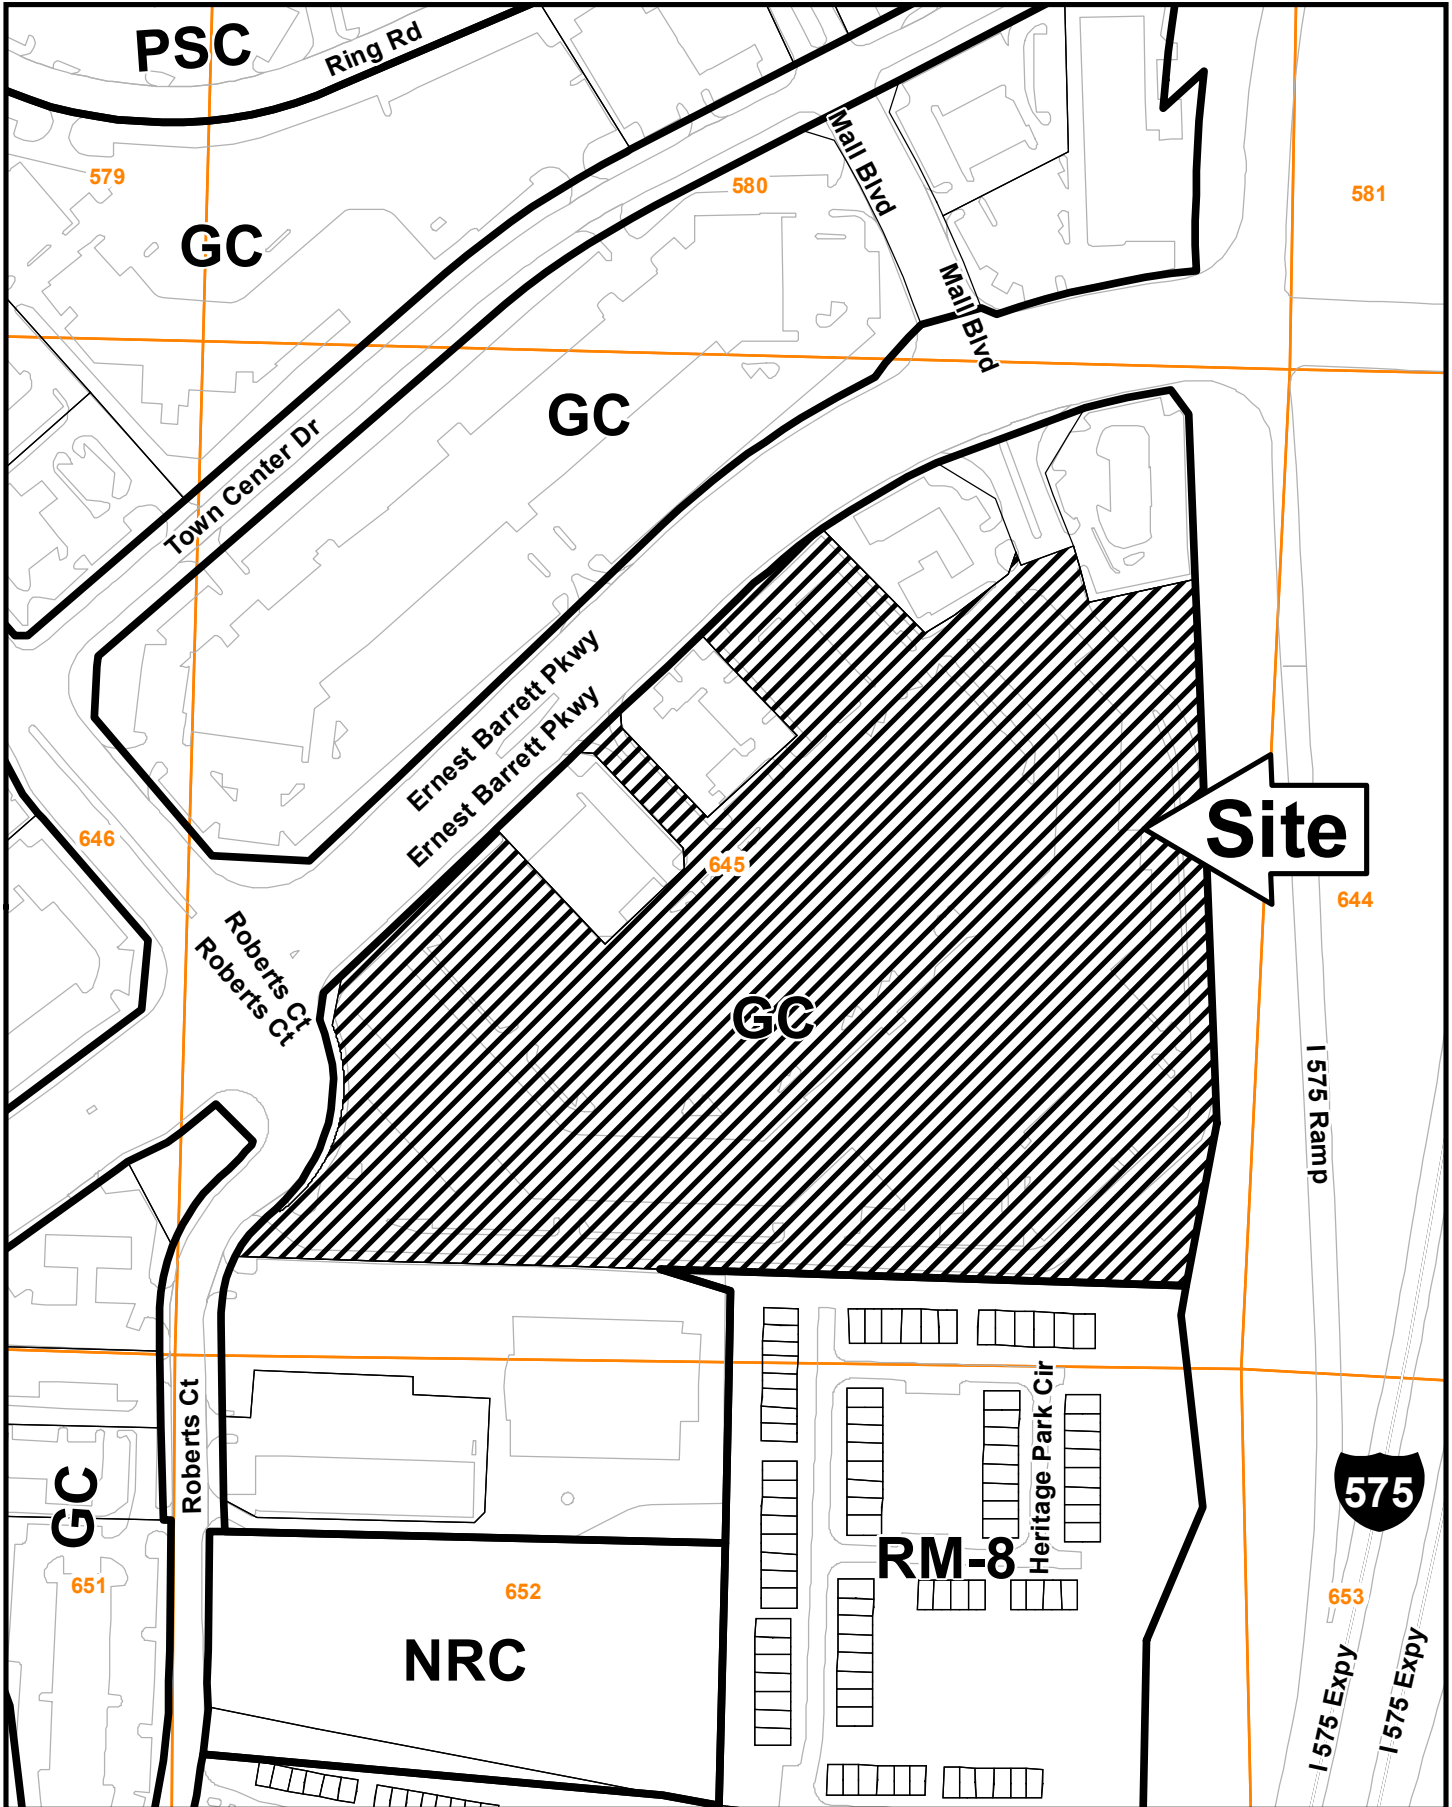 PSC
Ring Rd
579
580
581
Mall Blvd
GC
Mall Blvd
GC
Town Center Dr
Ernest Barrett Pkwy
Ernest Barrett Pkwy
Site
646
645
644
Roberts Ct
Roberts Ct
GC
I 575 Ramp
Roberts Ct
Heritage Park Cir
GC
575
RM-8
651
652
653
NRC
I 575 Expy
I 575 Expy